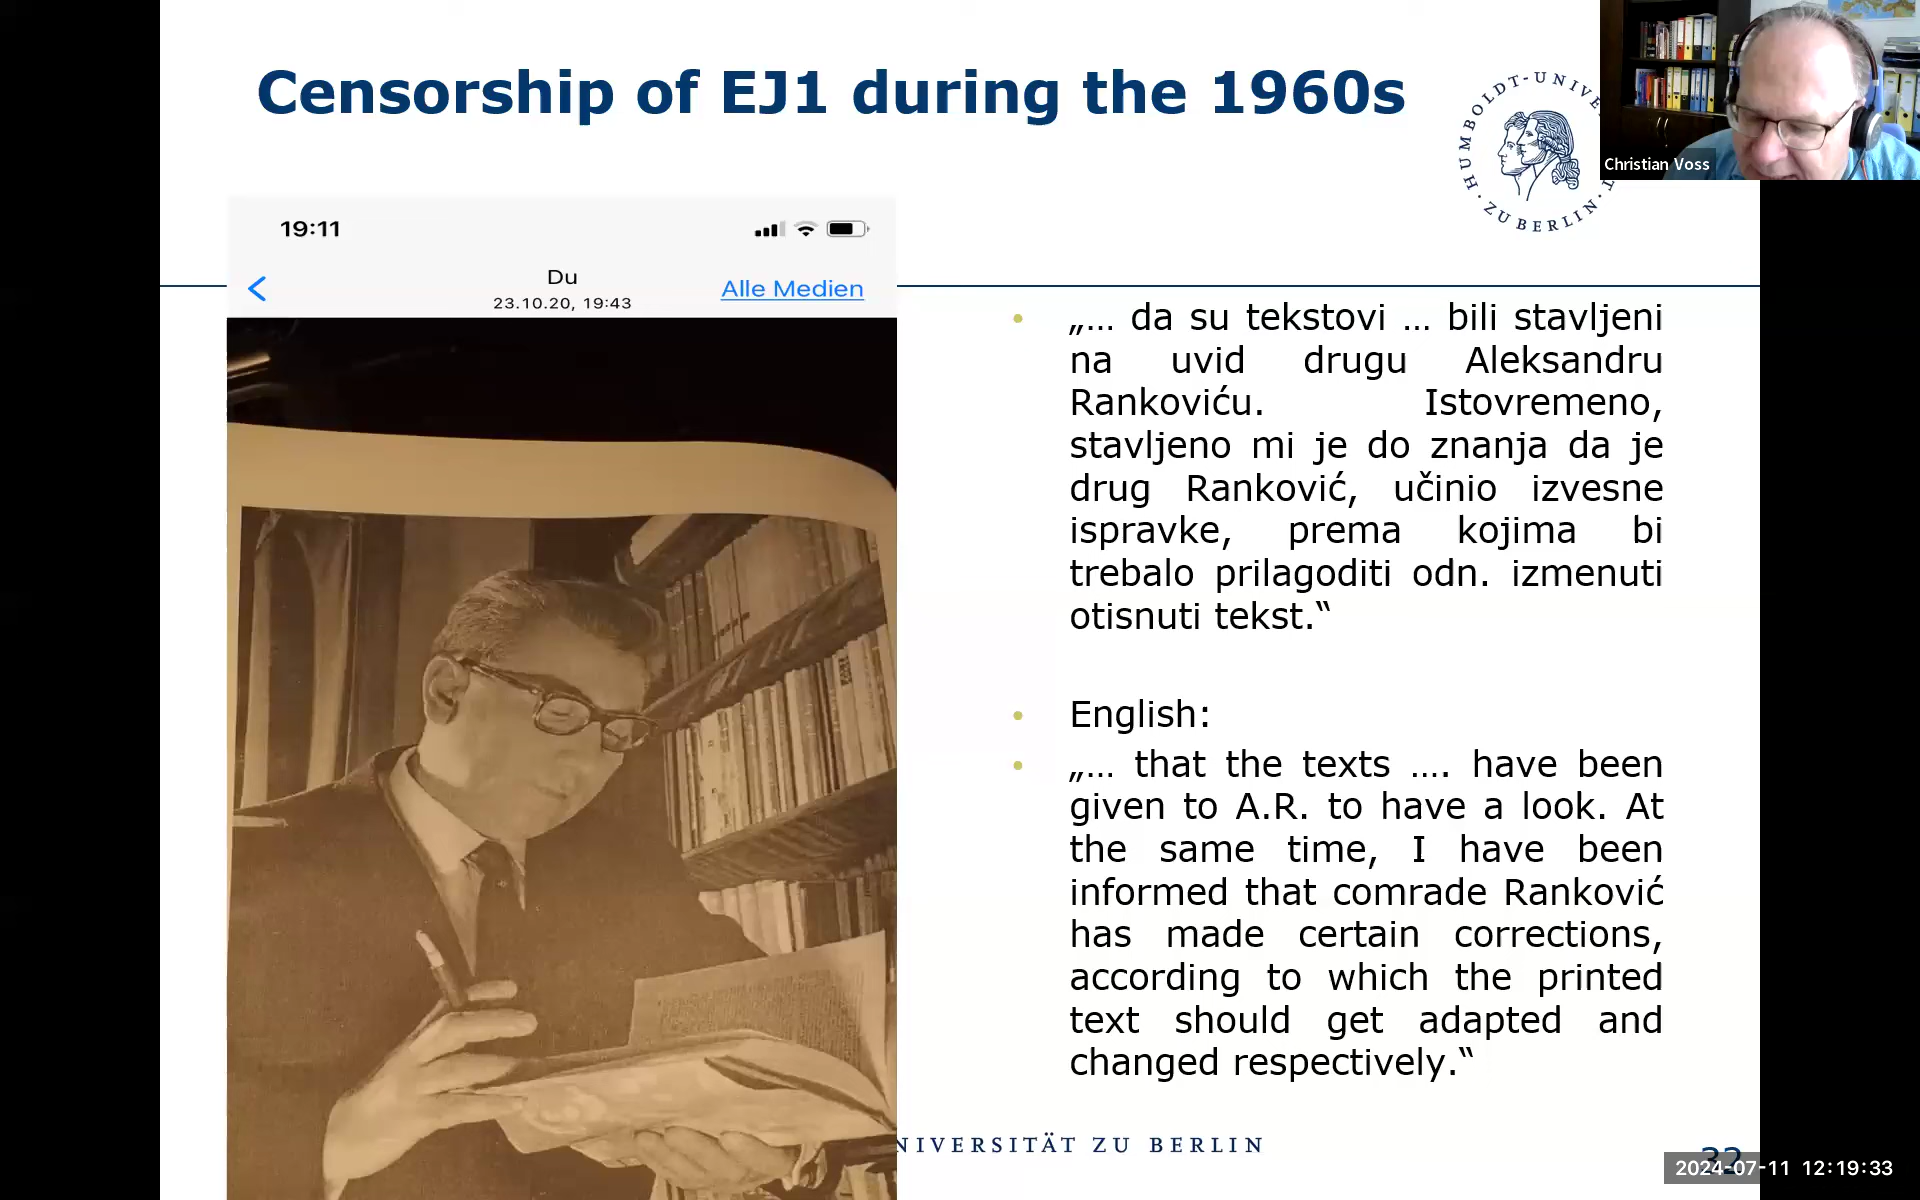 Censorship of EJ1 during the 1960s
HUMBOLDT-UNIVE
ZU BERLIN
Christian Voss
19:11
Du
23.10.20, 19:43
Alle Medien
„… da su tekstovi … bili stavljeni
na uvid drugu Aleksandru
Rankoviću. Istovremeno,
stavljeno mi je do znanja da je
drug Ranković, učinio izvesne
ispravke, prema kojima bi
trebalo prilagoditi odn. izmenuti
otisnuti tekst.“
English:
„… that the texts …. have been
given to A.R. to have a look. At
the same time, I have been
informed that comrade Ranković
has made certain corrections,
according to which the printed
text should get adapted and
changed respectively.“
NIVERSITÄT ZU BERLIN
32
2024-07-11 12:19:33